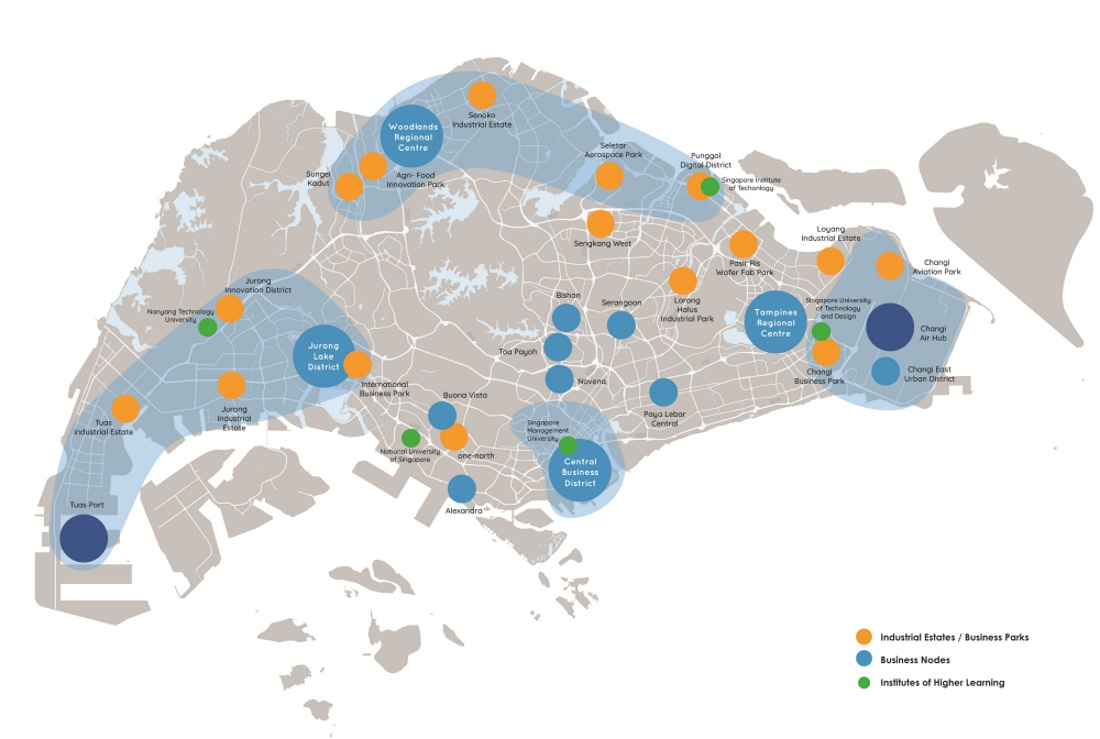 Senoko
Industrial Estate
Woodlands
Regional
Centre
Sungei
Kadut
Agri- Food
Innovation Park
Seletar
Aerospace Park
Punggol
Digital District
Singapore Institute
of Techonlogy
Sengkang West
Pasir Ris
Wafer Fab Park
Loyang
Industrial Estate
Changi
Aviation Park
Jurong
Innovation District
Nanyang Technology
University
Bishan
Serangoon
Lorong
Halus
Industrial Park
Tampines
Regional
Centre
Singapore University
of Technology
and Design
Changi
Air Hub
Jurong
Lake
District
Toa Payoh
Novena
International
Business Park
Changi
Business Park
Changi East
Urban District
Jurong
Industrial
Estate
Tuas
Industrial Estate
Buona Vista
Paya Lebar
Central
Singapore
Management
University
National University
of Singapore
one-north
Central
Business
District
Alexandra
Tuas Port
Industrial Estates / Business Parks
Business Nodes
Institutes of Higher Learning